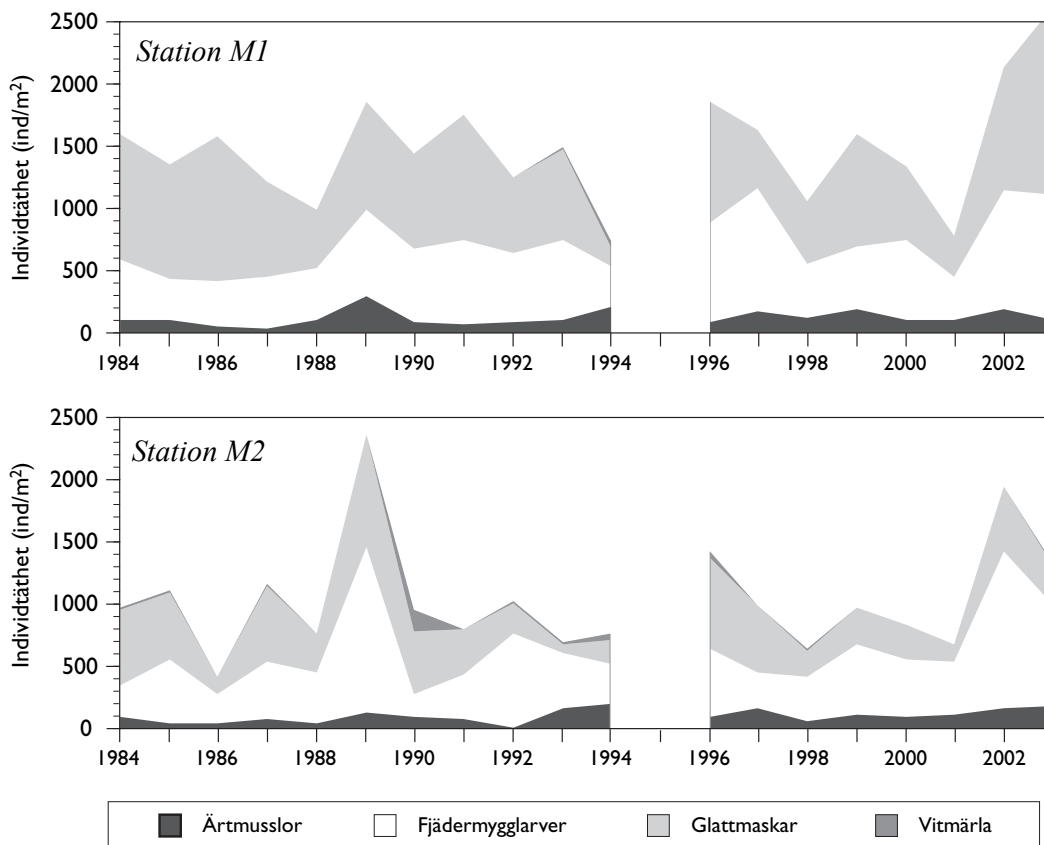 2500
Station M1
2000
1500
1000
500
0
Individtäthet (ind/m²)
1984 1986 1988 1990 1992 1994 1996 1998 2000 2002
2500
Station M2
2000
1500
1000
500
0
Individtäthet (ind/m²)
1984 1986 1988 1990 1992 1994 1996 1998 2000 2002
Ärtmusslor Fjädermygglarver Glattmaskar Vitmärla